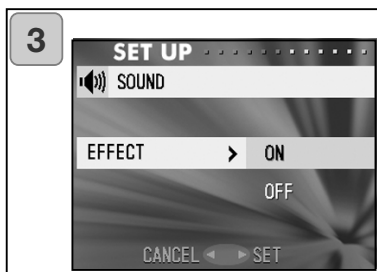 3
SET UP
SOUND
EFFECT > ON
OFF
CANCEL ◄ ► SET